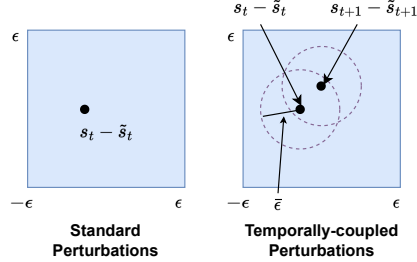 s_t − s̃_t
s_{t+1} − s̃_{t+1}
ϵ
ϵ
s_t − s̃_t
−ϵ
ϵ
−ϵ
ϵ̄
ϵ
Standard
Perturbations
Temporally-coupled
Perturbations